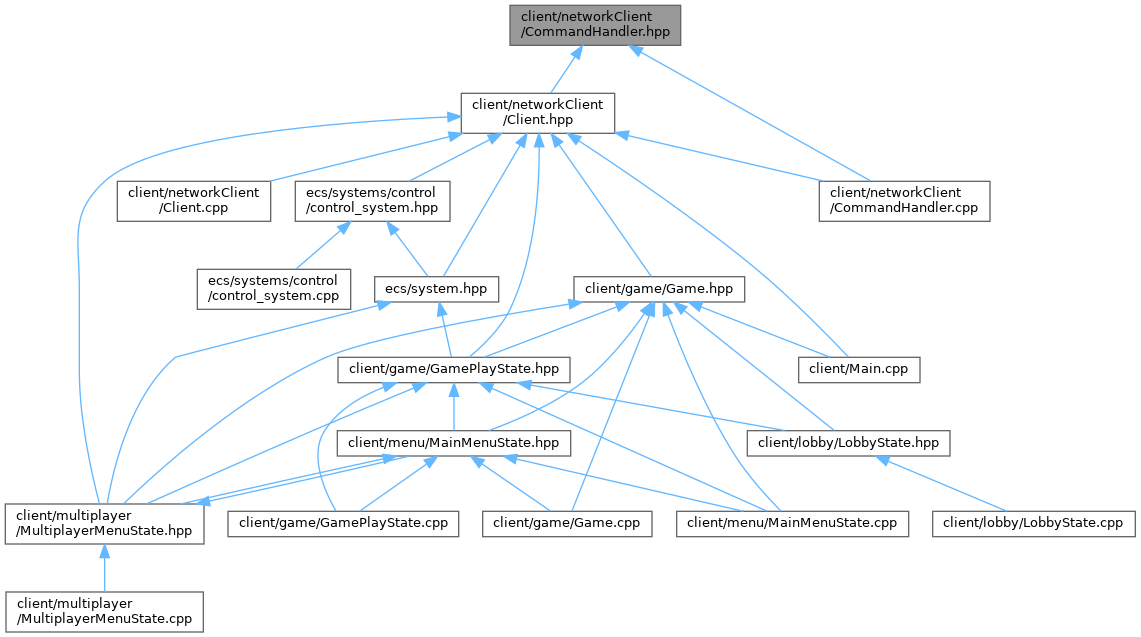 client/networkClient
/CommandHandler.hpp
client/networkClient
/Client.hpp
client/networkClient
/Client.cpp
ecs/systems/control
/control_system.hpp
client/networkClient
/CommandHandler.cpp
ecs/systems/control
/control_system.cpp
ecs/system.hpp
client/game/Game.hpp
client/game/GamePlayState.hpp
client/Main.cpp
client/menu/MainMenuState.hpp
client/lobby/LobbyState.hpp
client/multiplayer
/MultiplayerMenuState.hpp
client/game/GamePlayState.cpp
client/game/Game.cpp
client/menu/MainMenuState.cpp
client/lobby/LobbyState.cpp
client/multiplayer
/MultiplayerMenuState.cpp